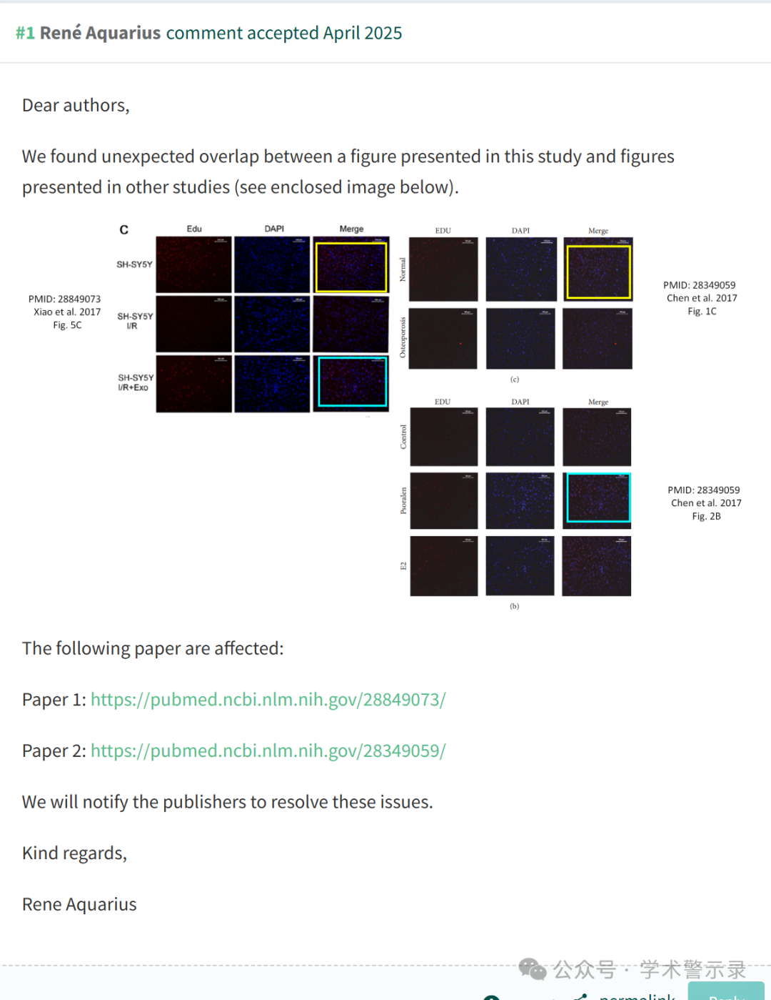 #1 René Aquarius comment accepted April 2025
Dear authors,
We found unexpected overlap between a figure presented in this study and figures
presented in other studies (see enclosed image below).
C
Edu DAPI Merge
SH-SY5Y
SH-SY5Y
I/R
SH-SY5Y
I/R+Exo
PMID: 28849073
Xiao et al. 2017
Fig. 5C
EDU DAPI Merge
Normal
Osteoporosis
(c)
PMID: 28349059
Chen et al. 2017
Fig. 1C
EDU DAPI Merge
Control
Psoralen
E2
(b)
PMID: 28349059
Chen et al. 2017
Fig. 2B
The following paper are affected:
Paper 1: https://pubmed.ncbi.nlm.nih.gov/28849073/
Paper 2: https://pubmed.ncbi.nlm.nih.gov/28349059/
We will notify the publishers to resolve these issues.
Kind regards,
Rene Aquarius
公众号 · 学术警示录
permalink
Reply